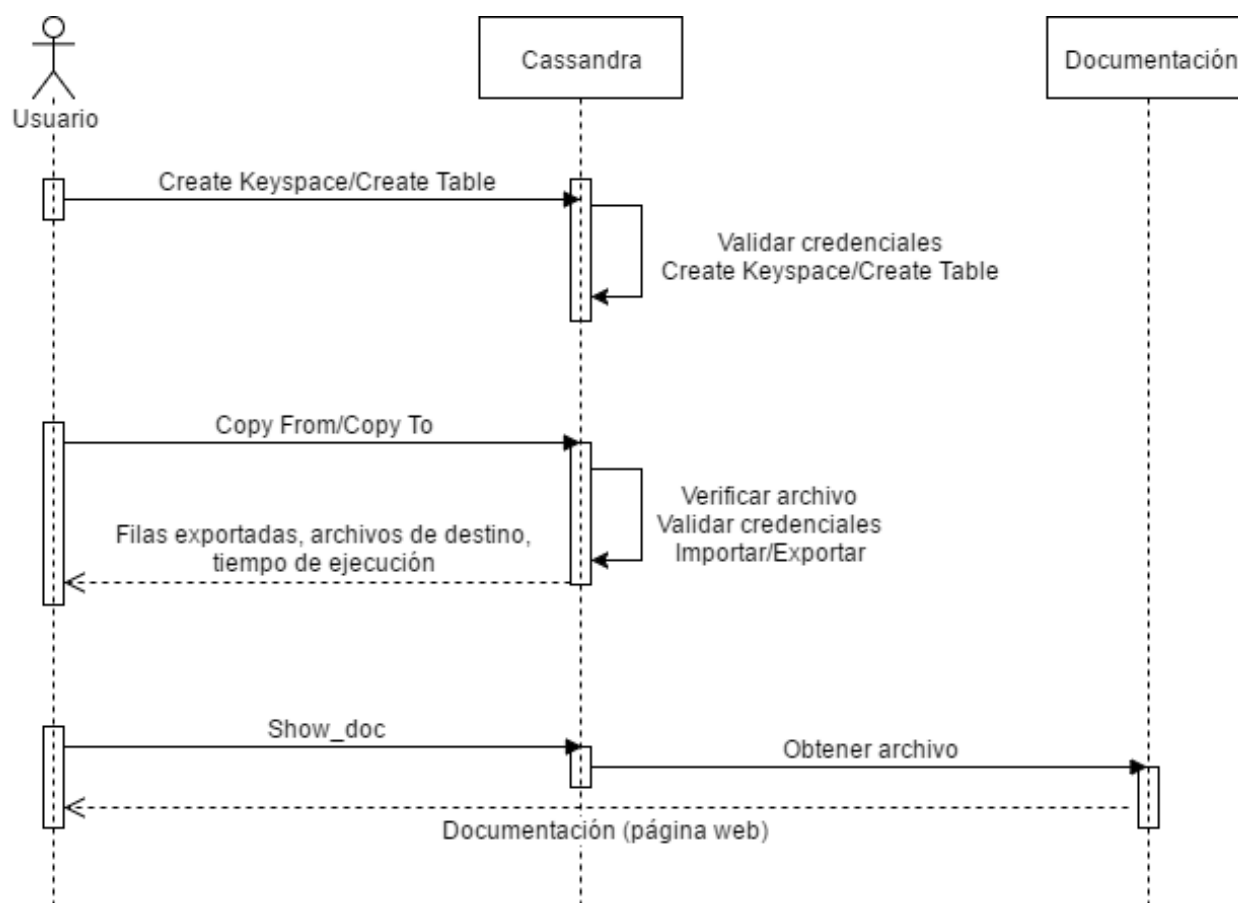 Cassandra
Documentación
Usuario
Create Keyspace/Create Table
Validar credenciales
Create Keyspace/Create Table
Copy From/Copy To
Verificar archivo
Validar credenciales
Importar/Exportar
Filas exportadas, archivos de destino,
tiempo de ejecución
Show_doc
Obtener archivo
Documentación (página web)